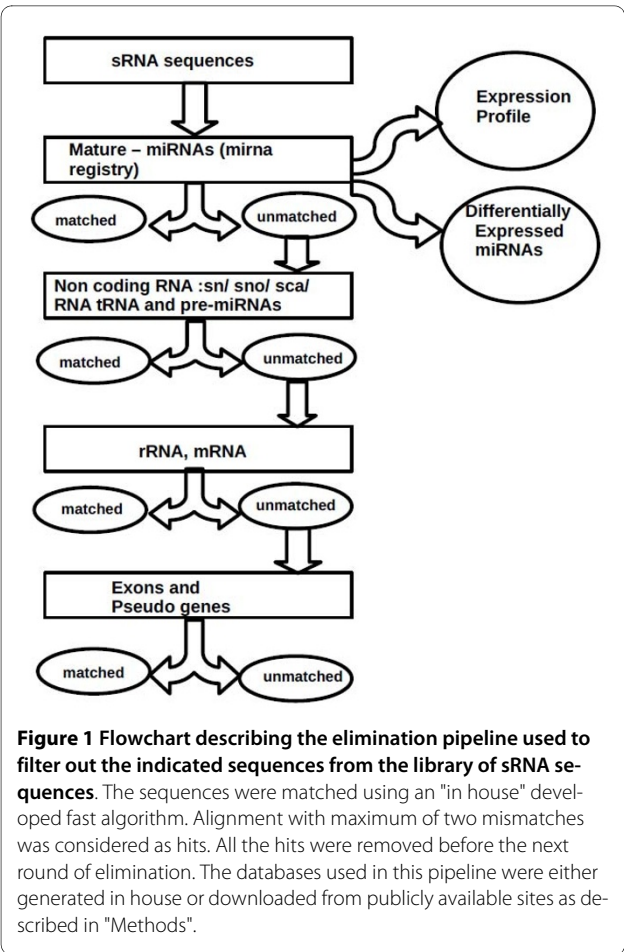 sRNA sequences
Expression
Profile
Mature – miRNAs (mirna
registry)
matched
unmatched
Differentially
Expressed
miRNAs
Non coding RNA :sn/ sno/ sca/
RNA tRNA and pre-miRNAs
matched
unmatched
rRNA, mRNA
matched
unmatched
Exons and
Pseudo genes
matched
unmatched
Figure 1 Flowchart describing the elimination pipeline used to
filter out the indicated sequences from the library of sRNA se-
quences. The sequences were matched using an "in house" devel-
oped fast algorithm. Alignment with maximum of two mismatches
was considered as hits. All the hits were removed before the next
round of elimination. The databases used in this pipeline were either
generated in house or downloaded from publicly available sites as de-
scribed in "Methods".